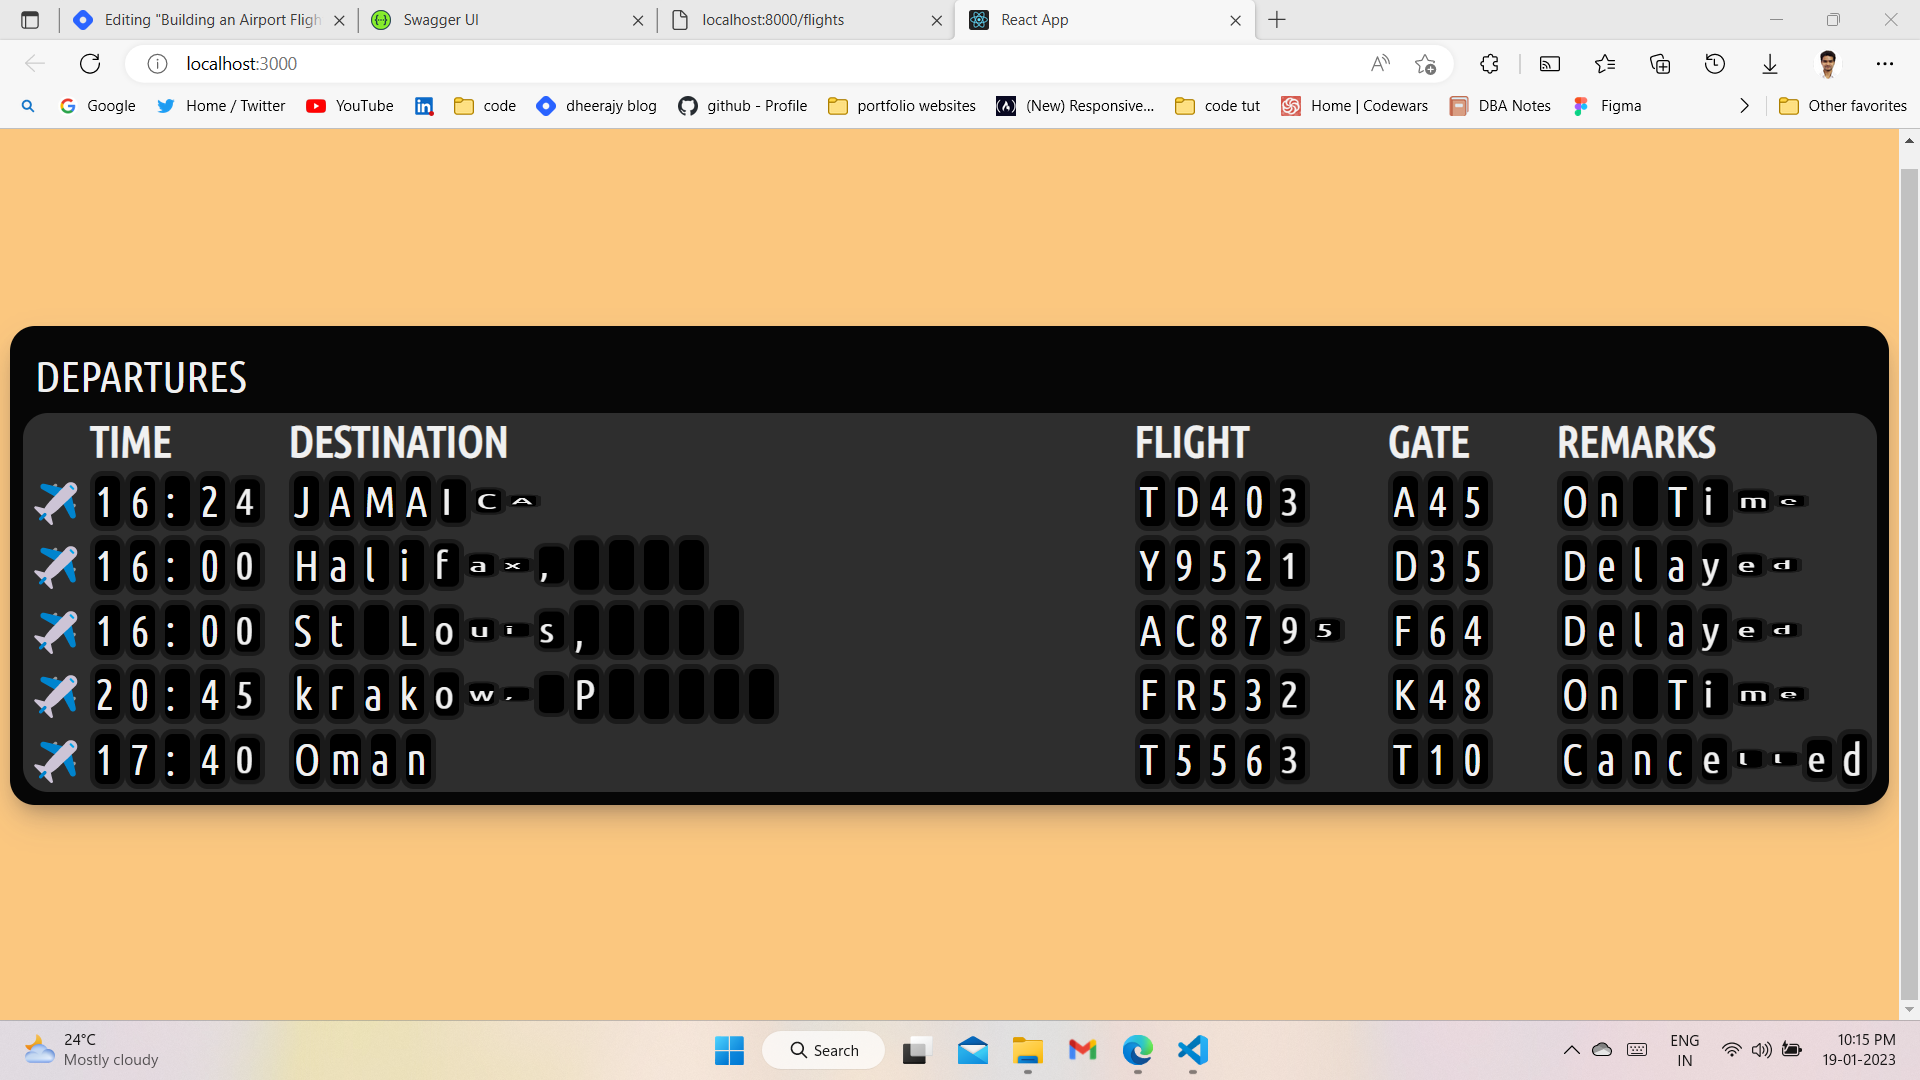 Editing "Building an Airport Fligh
Swagger UI
localhost:8000/flights
React App
localhost:3000
Google
Home / Twitter
YouTube
code
dheerajy blog
github - Profile
portfolio websites
(New) Responsive...
code tut
Home | Codewars
DBA Notes
Figma
Other favorites
DEPARTURES
TIME DESTINATION FLIGHT GATE REMARKS
16:24 JAMAICA TD403 A45 On Time
16:00 Halifax, Y9521 D35 Delayed
16:00 St Louis, AC8795 F64 Delayed
20:45 krakow, P FR532 K48 On Time
17:40 Oman T5563 T10 Cancelled
24°C
Mostly cloudy
Search
ENG
IN
10:15 PM
19-01-2023